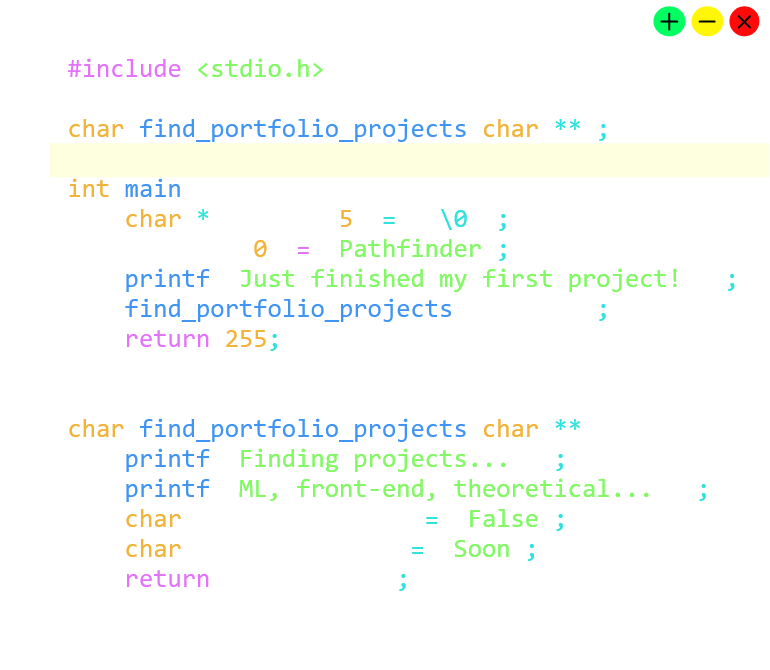 #include <stdio.h>
char find_portfolio_projects char ** ;
int main
char * 5 = \0 ;
0 = Pathfinder ;
printf Just finished my first project! ;
find_portfolio_projects ;
return 255;
char find_portfolio_projects char **
printf Finding projects... ;
printf ML, front-end, theoretical... ;
char = False ;
char = Soon ;
return ;